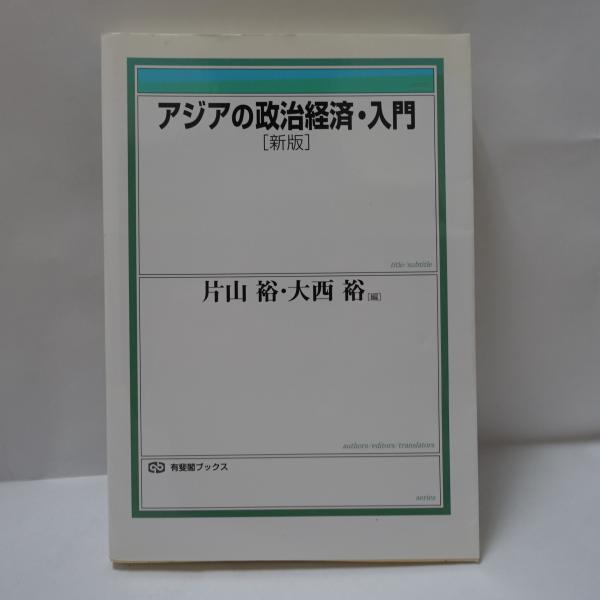 アジアの政治経済・入門
[新版]
title/subtitle
片山 裕・大西 裕[編]
authors/editors/translators
有斐閣ブックス
series